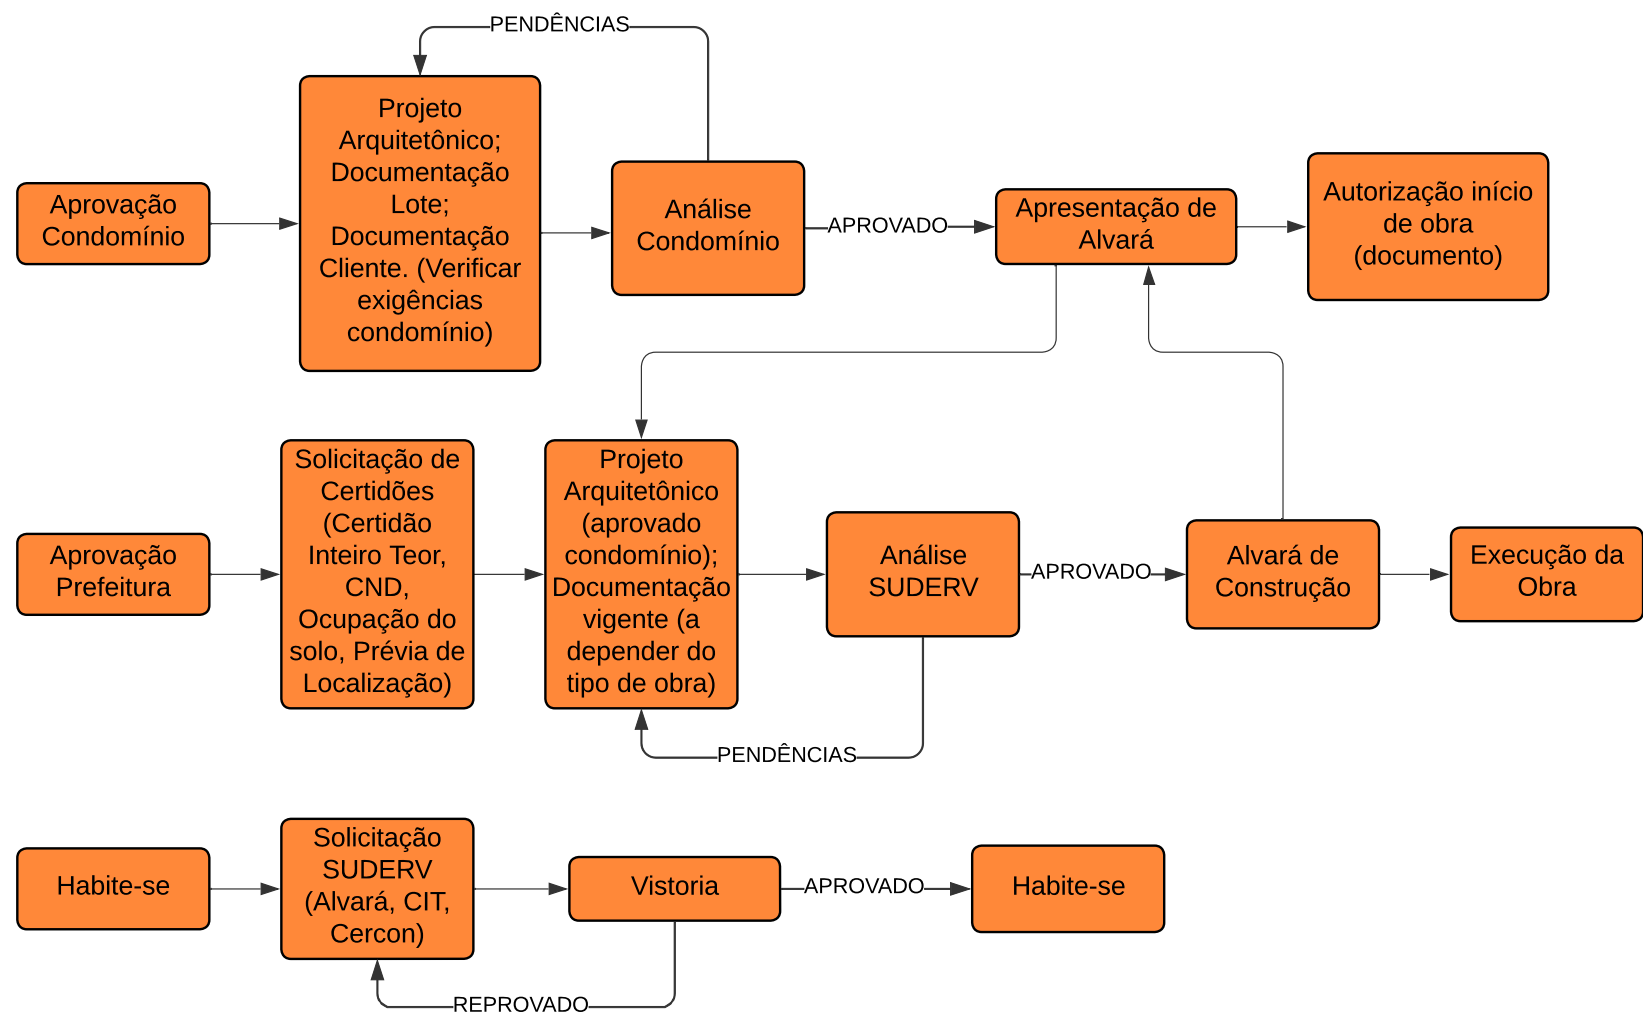 PENDÊNCIAS
Aprovação
Condomínio
Projeto
Arquitetônico;
Documentação
Lote;
Documentação
Cliente. (Verificar
exigências
condomínio)
Análise
Condomínio
APROVADO
Apresentação de
Alvará
Autorização início
de obra
(documento)
Aprovação
Prefeitura
Solicitação de
Certidões
(Certidão
Inteiro Teor,
CND,
Ocupação do
solo, Prévia de
Localização)
Projeto
Arquitetônico
(aprovado
condomínio);
Documentação
vigente (a
depender do
tipo de obra)
Análise
SUDERV
APROVADO
Alvará de
Construção
Execução da
Obra
PENDÊNCIAS
Habite-se
Solicitação
SUDERV
(Alvará, CIT,
Cercon)
Vistoria
APROVADO
Habite-se
REPROVADO